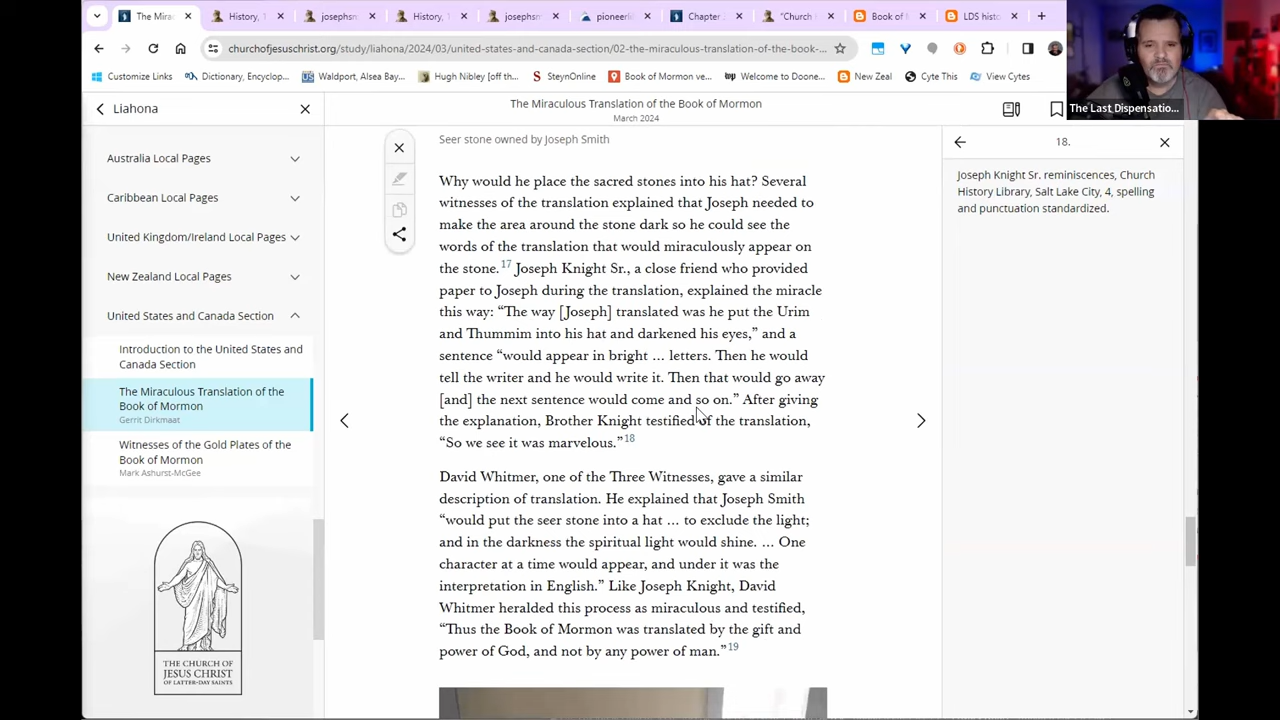 The Mirac
History, 1
josephsm
History, 1
josephsm
pioneerli
Chapter
"Church
Book of M
LDS histo
churchofjesuschrist.org/study/liahona/2024/03/united-states-and-canada-section/02-the-miraculous-translation-of-the-book-...
Customize Links
Dictionary, Encyclop...
Waldport, Alsea Bay...
Hugh Nibley [off th...
SteynOnline
Book of Mormon ve...
Welcome to Doone...
New Zeal
Cyte This
View Cytes
The Last Dispensatio...
Liahona
The Miraculous Translation of the Book of Mormon
March 2024
Australia Local Pages
Caribbean Local Pages
United Kingdom/Ireland Local Pages
New Zealand Local Pages
United States and Canada Section
Introduction to the United States and
Canada Section
The Miraculous Translation of the
Book of Mormon
Gerrit Dirkmaat
Witnesses of the Gold Plates of the
Book of Mormon
Mark Ashurst-McGee
THE CHURCH OF
JESUS CHRIST
OF LATTER-DAY SAINTS
Seer stone owned by Joseph Smith
Why would he place the sacred stones into his hat? Several
witnesses of the translation explained that Joseph needed to
make the area around the stone dark so he could see the
words of the translation that would miraculously appear on
the stone.17 Joseph Knight Sr., a close friend who provided
paper to Joseph during the translation, explained the miracle
this way: “The way [Joseph] translated was he put the Urim
and Thummim into his hat and darkened his eyes,” and a
sentence “would appear in bright … letters. Then he would
tell the writer and he would write it. Then that would go away
[and] the next sentence would come and so on.” After giving
the explanation, Brother Knight testified of the translation,
“So we see it was marvelous.”18
David Whitmer, one of the Three Witnesses, gave a similar
description of translation. He explained that Joseph Smith
“would put the seer stone into a hat … to exclude the light;
and in the darkness the spiritual light would shine. … One
character at a time would appear, and under it was the
interpretation in English.” Like Joseph Knight, David
Whitmer heralded this process as miraculous and testified,
“Thus the Book of Mormon was translated by the gift and
power of God, and not by any power of man.”19
18.
Joseph Knight Sr. reminiscences, Church
History Library, Salt Lake City, 4, spelling
and punctuation standardized.